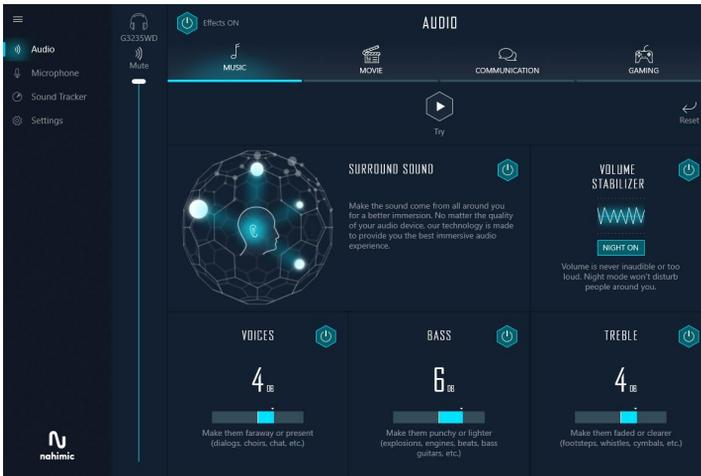 Effects ON
AUDIO
G3235WD
Mute
Audio
Microphone
Sound Tracker
Settings
MUSIC
MOVIE
COMMUNICATION
GAMING
Try
Reset
SURROUND SOUND
Make the sound come from all around you
for a better immersion. No matter the quality
of your audio device, our technology is made
to provide you the best immersive audio
experience.
VOLUME
STABILIZER
NIGHT ON
Volume is never inaudible or too
loud. Night mode won't disturb
people around you.
VOICES
4 DB
Make them faraway or present
(dialogs, choirs, chat, etc.)
BASS
6 DB
Make them punchy or lighter
(explosions, engines, beats, bass
guitars, etc.)
TREBLE
4 DB
Make them faded or clearer
(footsteps, whistles, cymbals, etc.)
nahimic